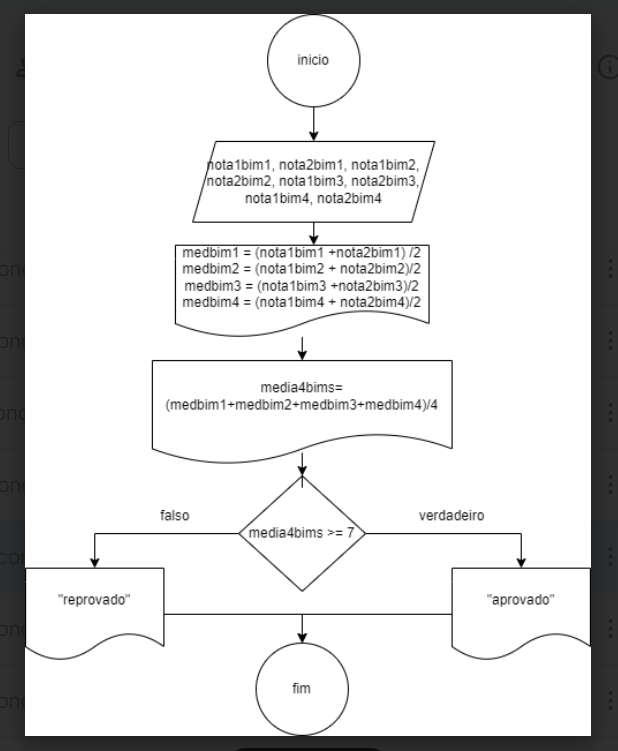 inicio
nota1bim1, nota2bim1, nota1bim2,
nota2bim2, nota1bim3, nota2bim3,
nota1bim4, nota2bim4
medbim1 = (nota1bim1 +nota2bim1) /2
medbim2 = (nota1bim2 + nota2bim2)/2
medbim3 = (nota1bim3 +nota2bim3)/2
medbim4 = (nota1bim4 + nota2bim4)/2
media4bims=
(medbim1+medbim2+medbim3+medbim4)/4
falso
verdadeiro
media4bims >= 7
"reprovado"
"aprovado"
fim